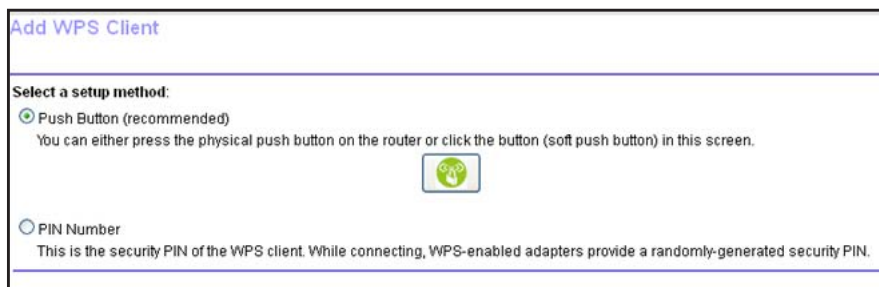 Add WPS Client
Select a setup method:
Push Button (recommended)
You can either press the physical push button on the router or click the button (soft push button) in this screen.
PIN Number
This is the security PIN of the WPS client. While connecting, WPS-enabled adapters provide a randomly-generated security PIN.